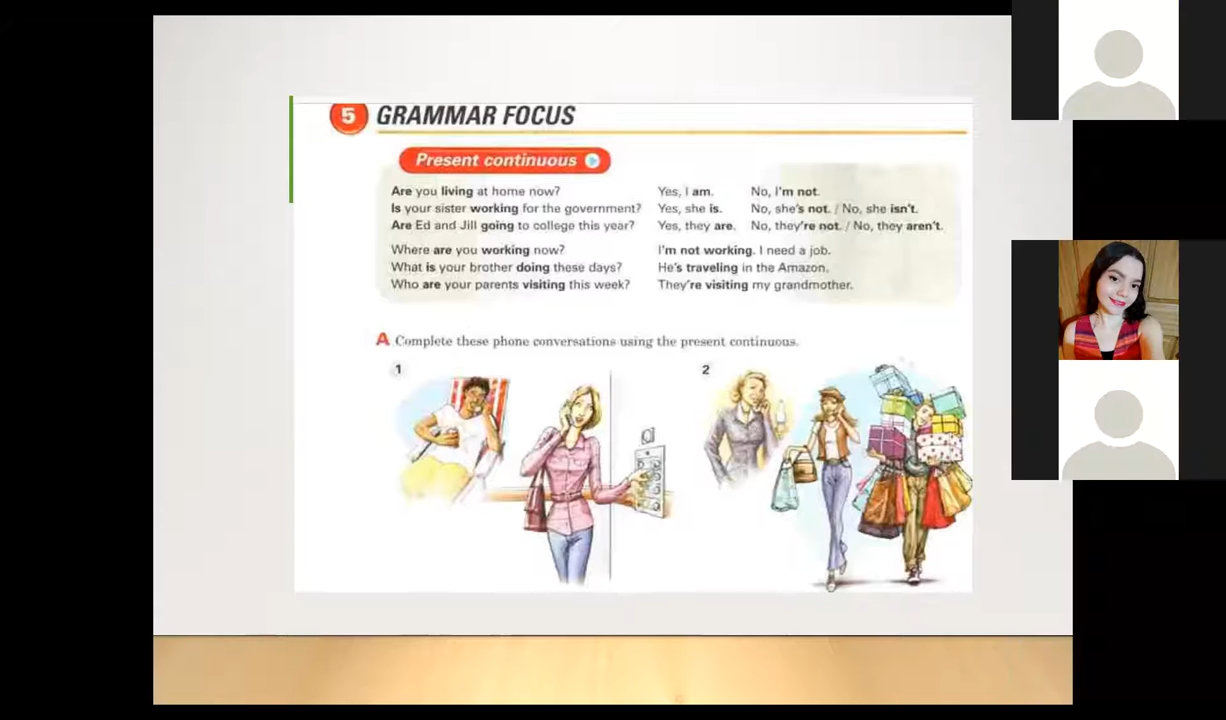 5 GRAMMAR FOCUS
Present continuous
Are you living at home now? Yes, I am. No, I'm not.
Is your sister working for the government? Yes, she is. No, she's not. / No, she isn't.
Are Ed and Jill going to college this year? Yes, they are. No, they're not. / No, they aren't.
Where are you working now? I'm not working. I need a job.
What is your brother doing these days? He's traveling in the Amazon.
Who are your parents visiting this week? They're visiting my grandmother.
A Complete these phone conversations using the present continuous.
1 2